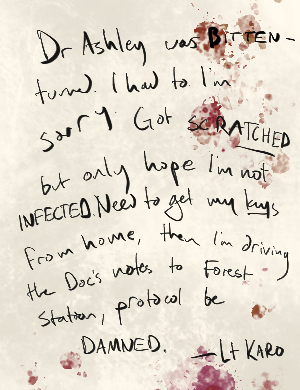 Dr Ashley was BITTEN-
turned. I had to. I'm
sorry. Got SCRATCHED
but only hope I'm not
INFECTED. Need to get my keys
from home, then I'm driving
the Doc's notes to Forest
Station, protocol be
DAMNED.
—Lt KARO